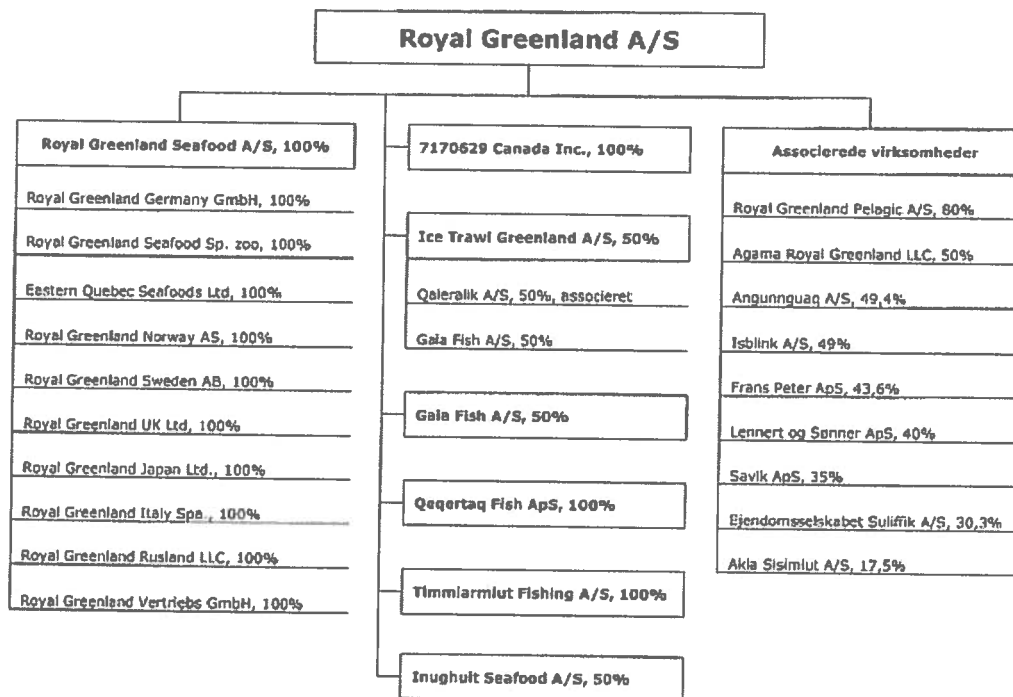 Royal Greenland A/S
Royal Greenland Seafood A/S, 100%
Royal Greenland Germany GmbH, 100%
Royal Greenland Seafood Sp. zoo, 100%
Eastern Quebec Seafoods Ltd, 100%
Royal Greenland Norway AS, 100%
Royal Greenland Sweden AB, 100%
Royal Greenland UK Ltd, 100%
Royal Greenland Japan Ltd., 100%
Royal Greenland Italy Spa., 100%
Royal Greenland Rusland LLC, 100%
Royal Greenland Vertriebs GmbH, 100%
7170629 Canada Inc., 100%
Ice Trawl Greenland A/S, 50%
Qaleralik A/S, 50%, associeret
Gaia Fish A/S, 50%
Gaia Fish A/S, 50%
Qeqertaq Fish ApS, 100%
Timmiarmiut Fishing A/S, 100%
Inughuit Seafood A/S, 50%
Associerede virksomheder
Royal Greenland Pelagic A/S, 80%
Agama Royal Greenland LLC, 50%
Angunnguaq A/S, 49,4%
Isblink A/S, 49%
Frans Peter ApS, 43,6%
Lennert og Sønner ApS, 40%
Savik ApS, 35%
Ejendomsselskabet Suliffik A/S, 30,3%
Akia Sisimiut A/S, 17,5%